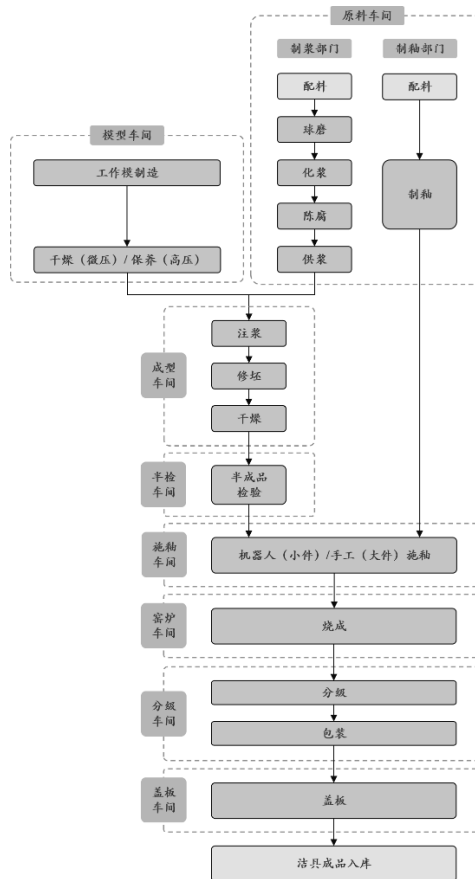 原料车间
制浆部门
制釉部门
配料
配料
球磨
化浆
陈腐
供浆
制釉
模型车间
工作模制造
干燥（微压）/ 保养（高压）
成型
车间
注浆
修坯
干燥
半检
车间
半成品
检验
施釉
车间
机器人（小件）/手工（大件）施釉
窑炉
车间
烧成
分级
车间
分级
包装
盖板
车间
盖板
洁具成品入库